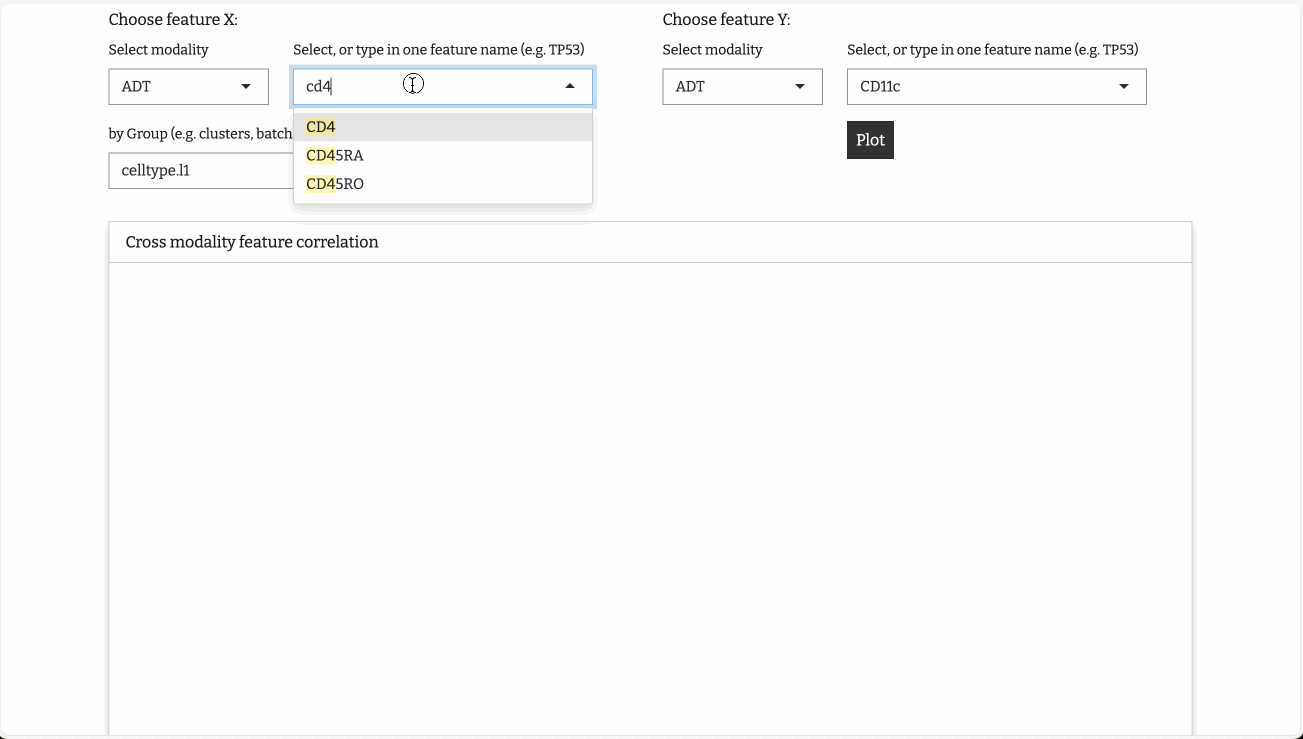 Choose feature X:
Choose feature Y:
Select modality
Select, or type in one feature name (e.g. TP53)
Select modality
Select, or type in one feature name (e.g. TP53)
ADT
cd4
ADT
CD11c
CD4
by Group (e.g. clusters, batch
Plot
CD45RA
celltype.l1
CD45RO
Cross modality feature correlation